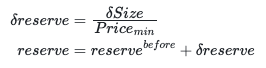 δreserve = δSize / Price_min
reserve = reserve^before + δreserve